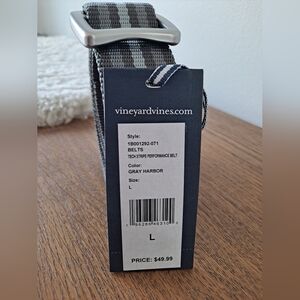 vineyardvines.com
Style:
1B001292-071
BELTS
TECH STRIPE PERFORMANCE BELT
Color:
GRAY HARBOR
Size:
L
L
PRICE: $49.99